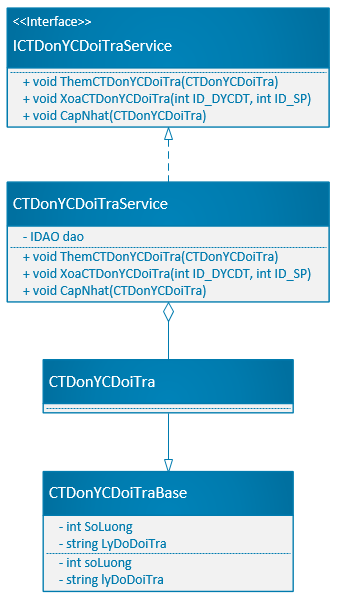 <<Interface>>
ICTDonYCDoiTraService
+ void ThemCTDonYCDoiTra(CTDonYCDoiTra)
+ void XoaCTDonYCDoiTra(int ID_DYCDT, int ID_SP)
+ void CapNhat(CTDonYCDoiTra)
CTDonYCDoiTraService
- IDAO dao
+ void ThemCTDonYCDoiTra(CTDonYCDoiTra)
+ void XoaCTDonYCDoiTra(int ID_DYCDT, int ID_SP)
+ void CapNhat(CTDonYCDoiTra)
CTDonYCDoiTra
CTDonYCDoiTraBase
- int SoLuong
- string LyDoDoiTra
- int soLuong
- string lyDoDoiTra